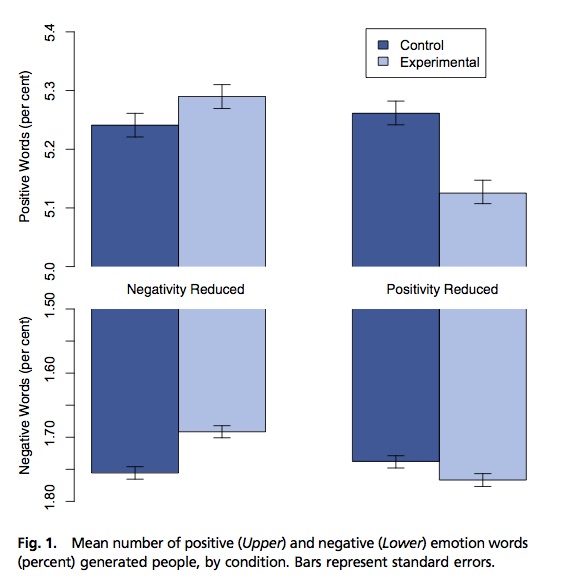 Control
Experimental
Positive Words (per cent)
5.4
5.3
5.2
5.1
5.0
Negativity Reduced
Positivity Reduced
Negative Words (per cent)
1.50
1.60
1.70
1.80
Fig. 1. Mean number of positive (Upper) and negative (Lower) emotion words
(percent) generated people, by condition. Bars represent standard errors.